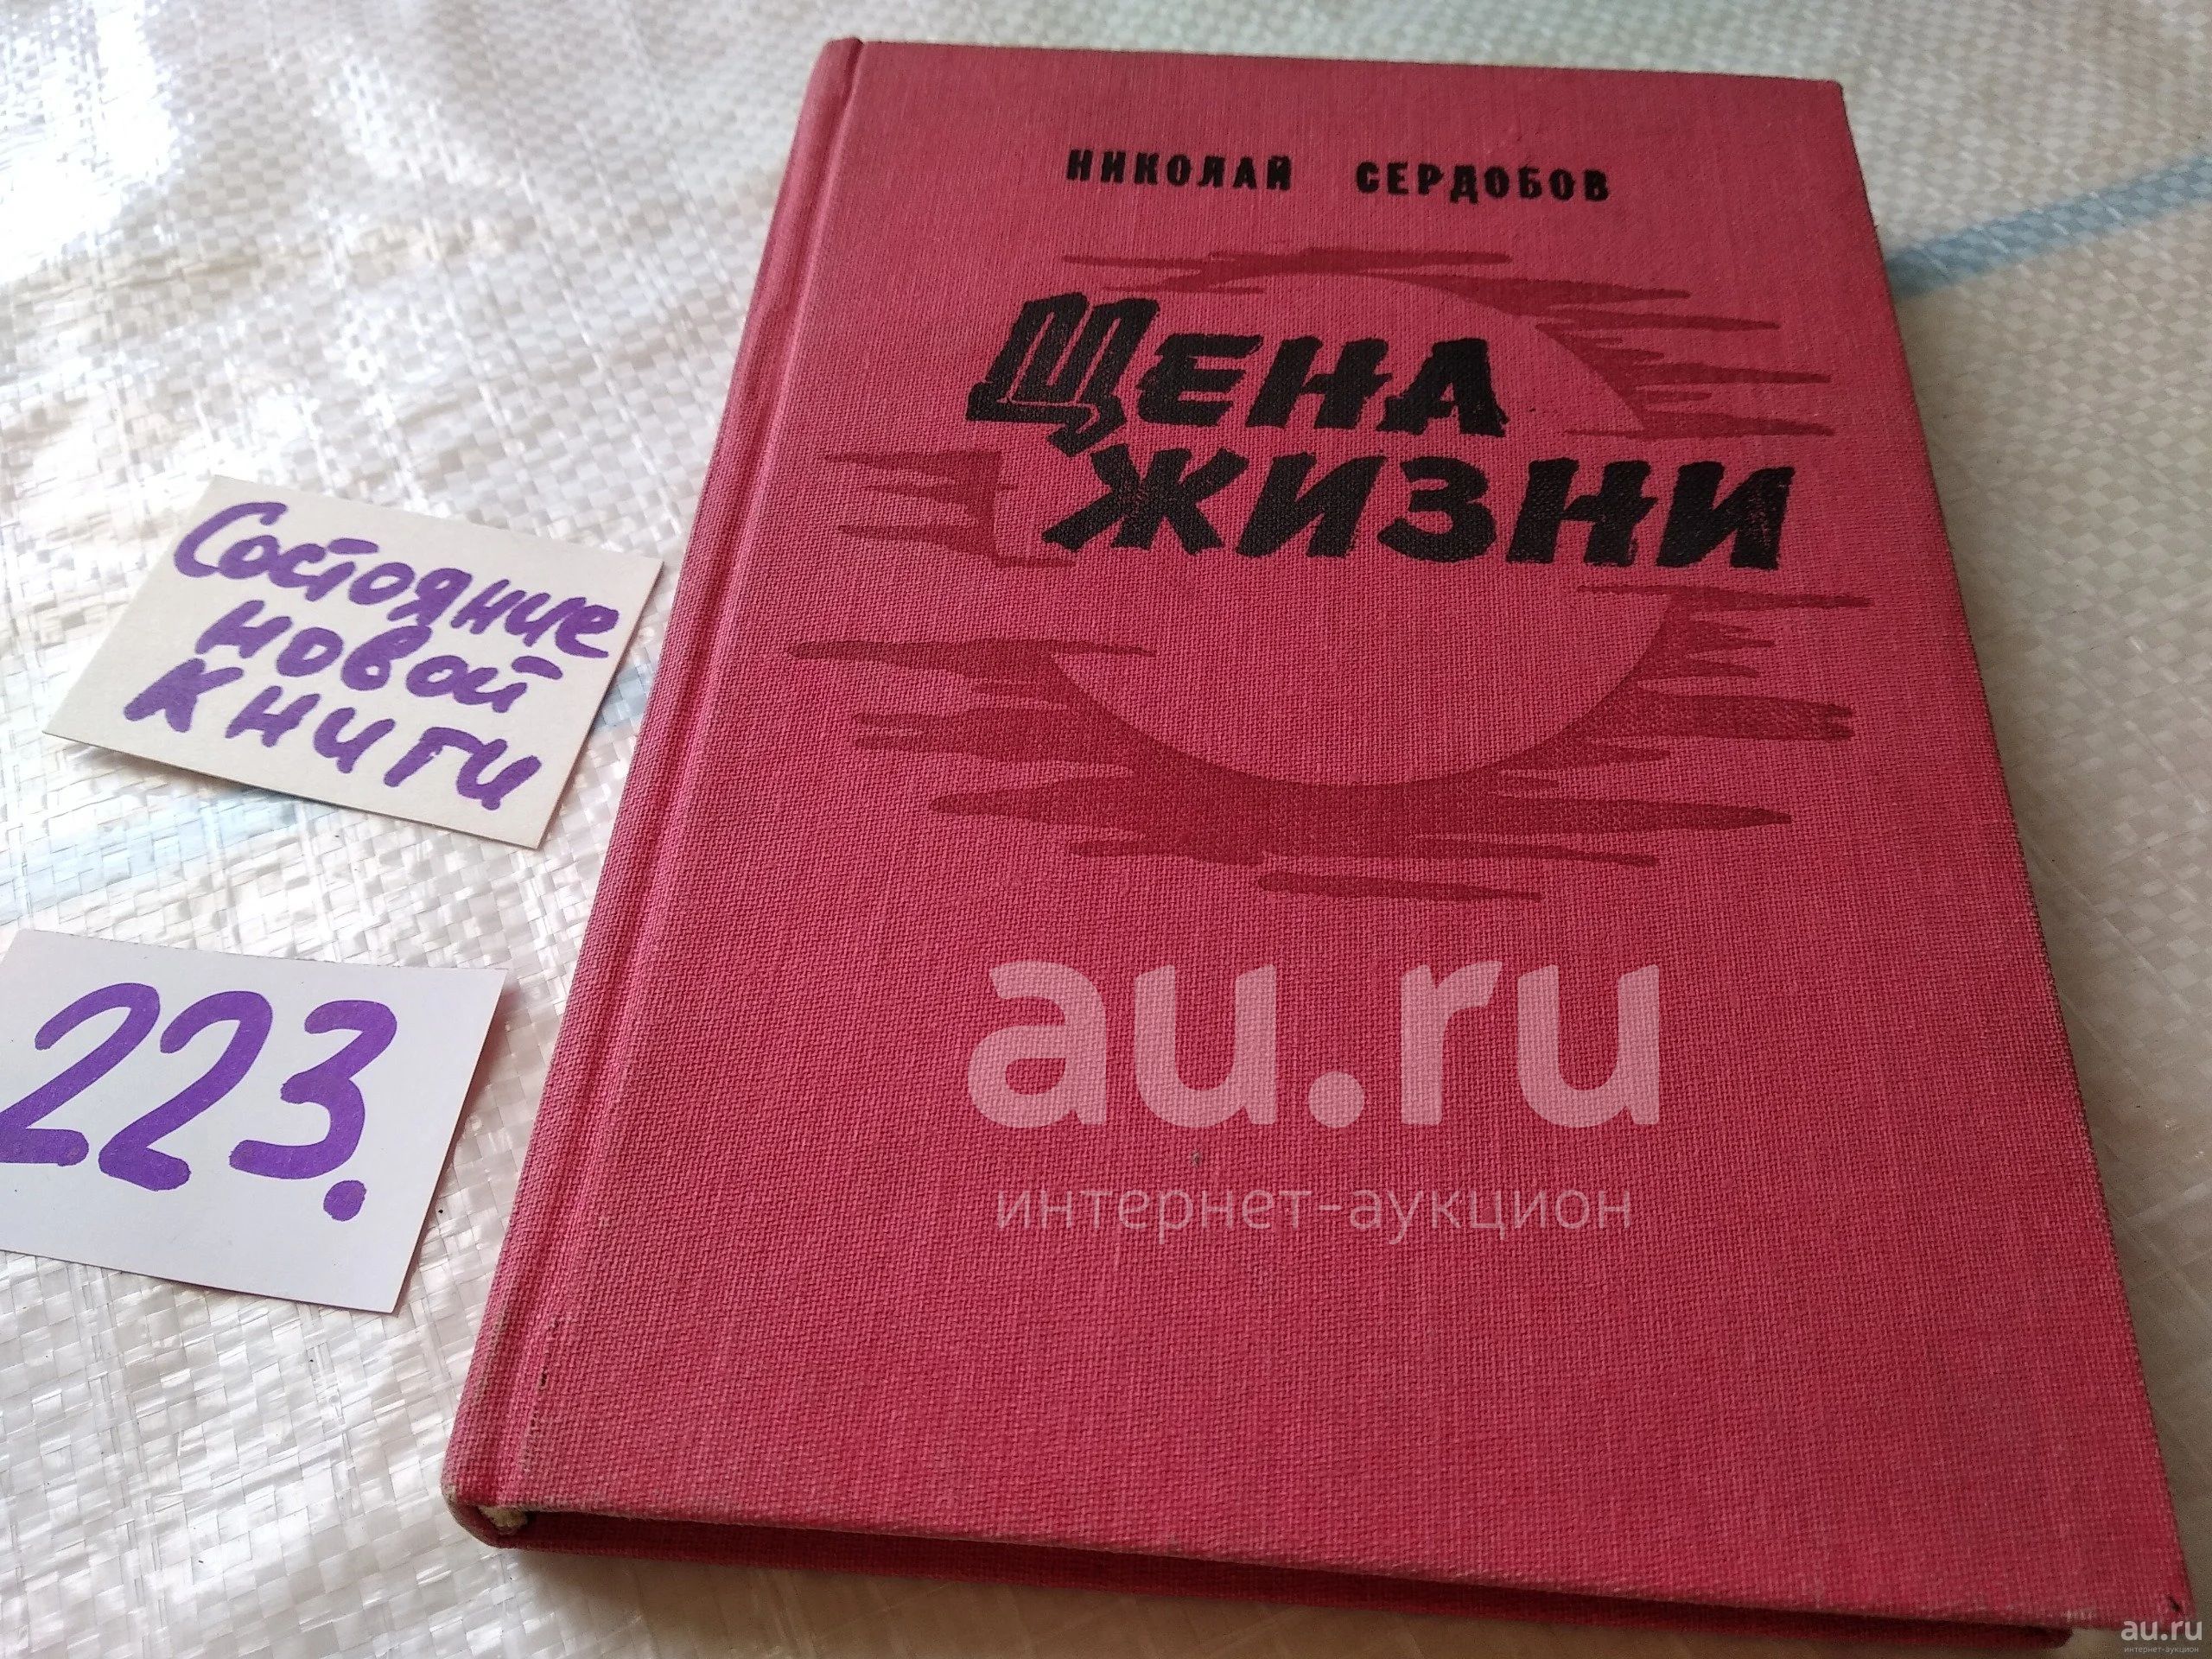 НИКОЛАЙ СЕРДОБОВ
ЦЕНА
ЖИЗНИ
Состояние
новой
книги
223.
au.ru
интернет-аукцион
au.ru
интернет-аукцион